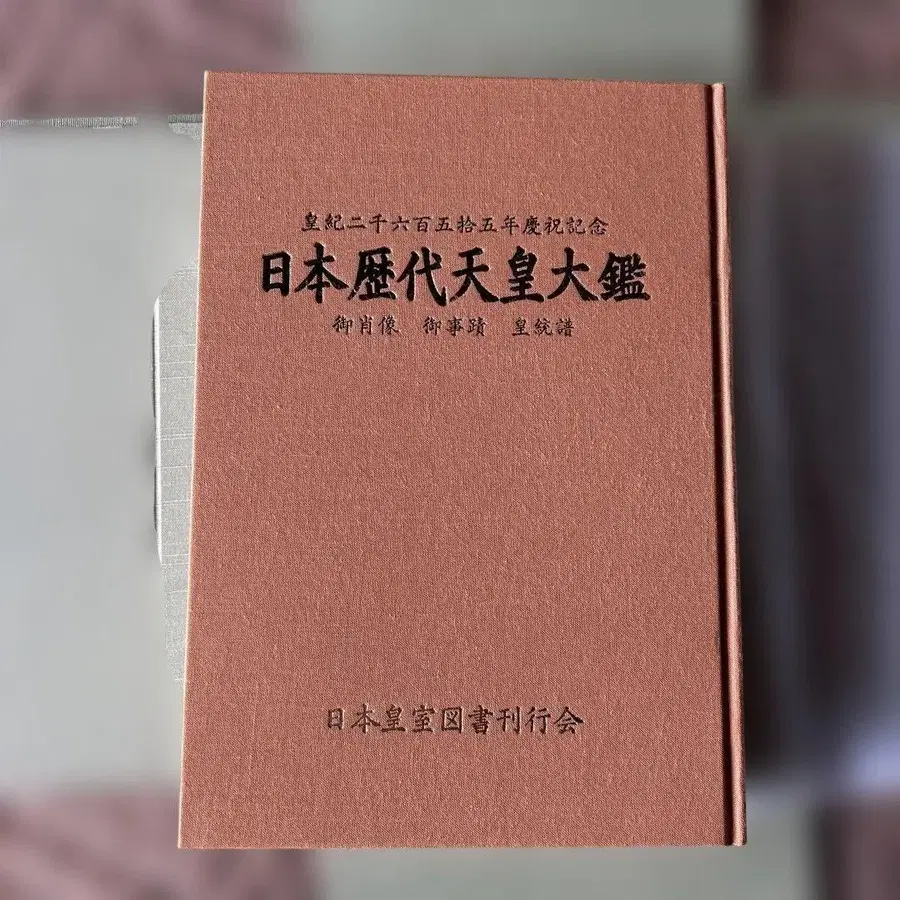 皇紀二千六百五拾五年慶祝記念
日本歴代天皇大鑑
御肖像　御事蹟　皇統譜
日本皇室図書刊行会